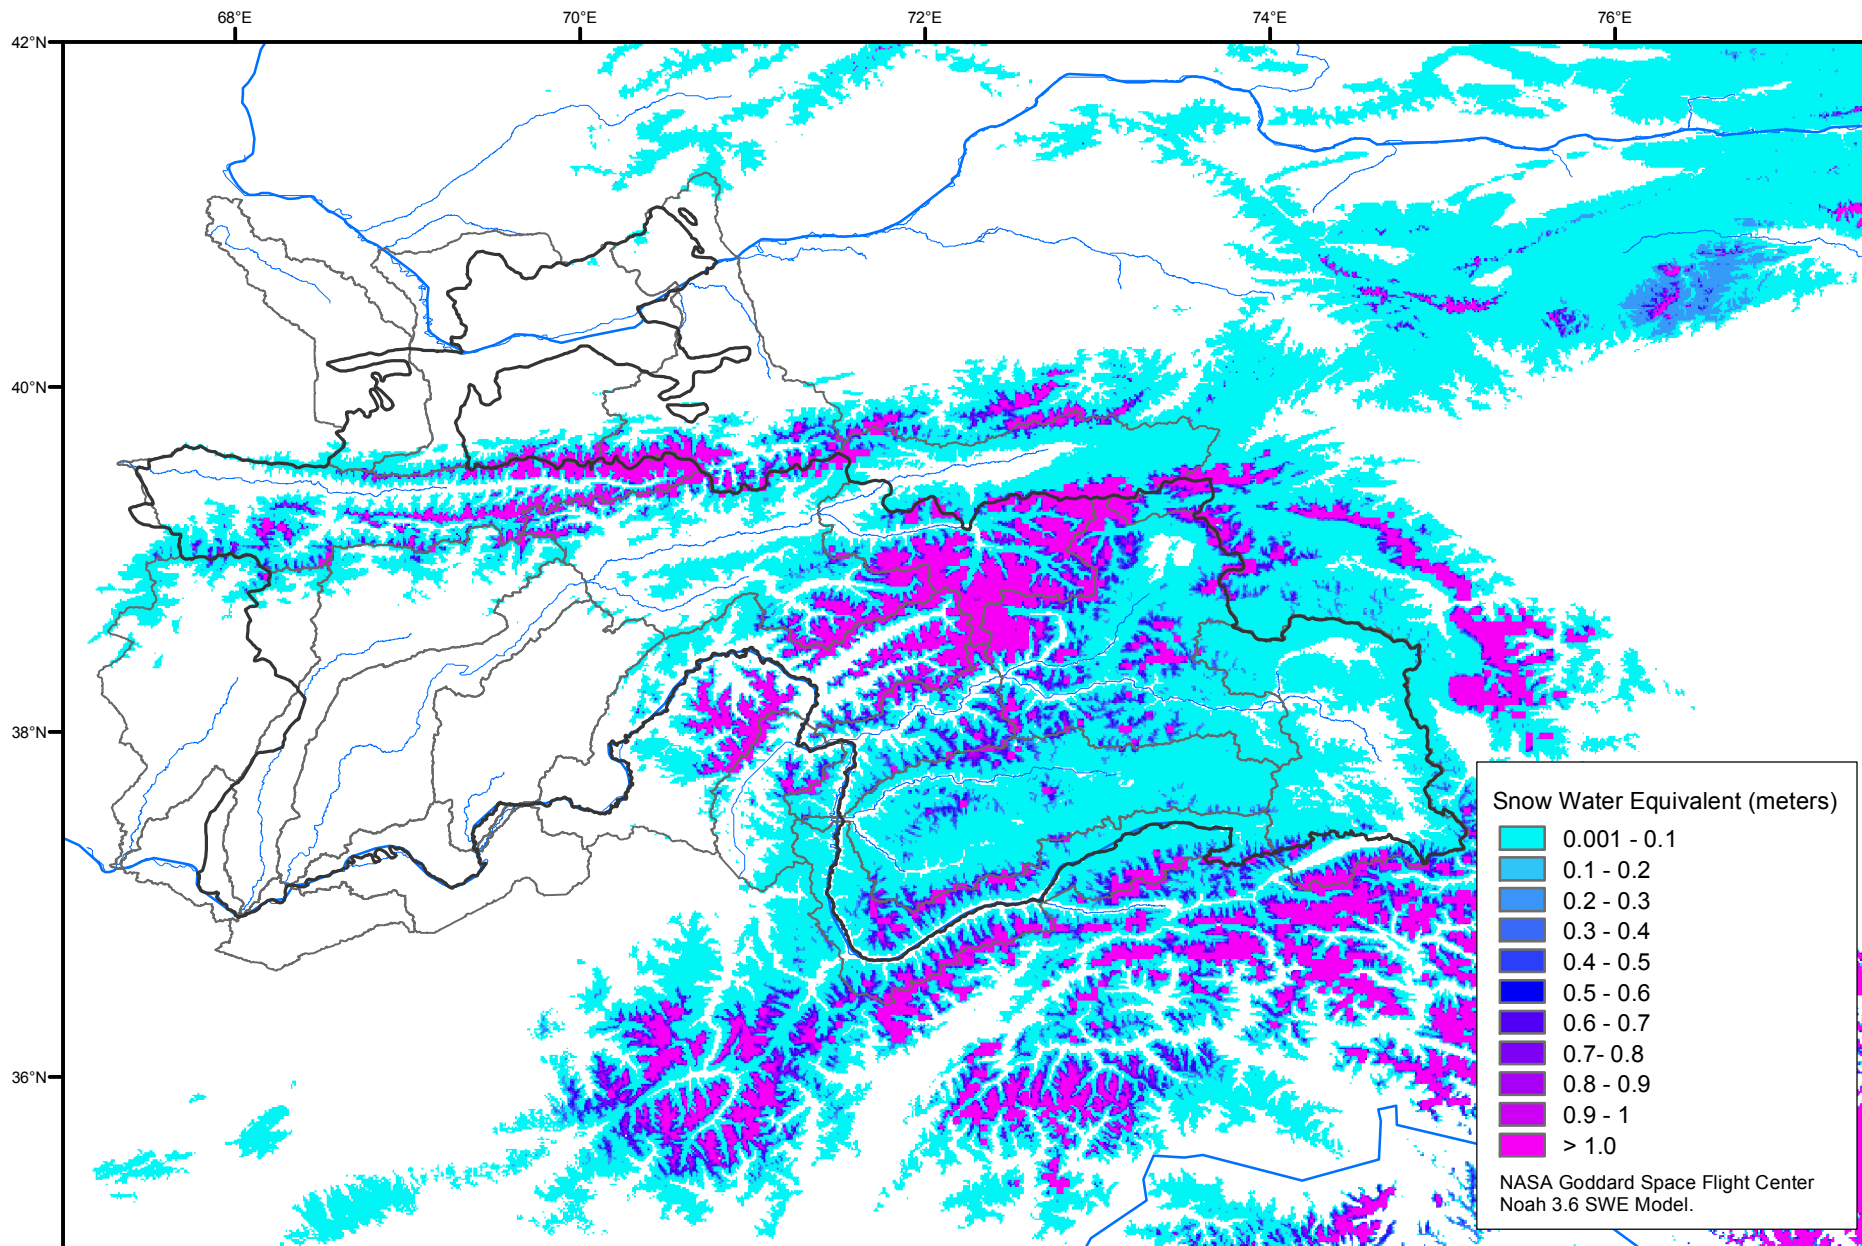 68°E
70°E
72°E
74°E
76°E
42°N
40°N
38°N
36°N
Snow Water Equivalent (meters)
0.001 - 0.1
0.1 - 0.2
0.2 - 0.3
0.3 - 0.4
0.4 - 0.5
0.5 - 0.6
0.6 - 0.7
0.7- 0.8
0.8 - 0.9
0.9 - 1
> 1.0
NASA Goddard Space Flight Center
Noah 3.6 SWE Model.